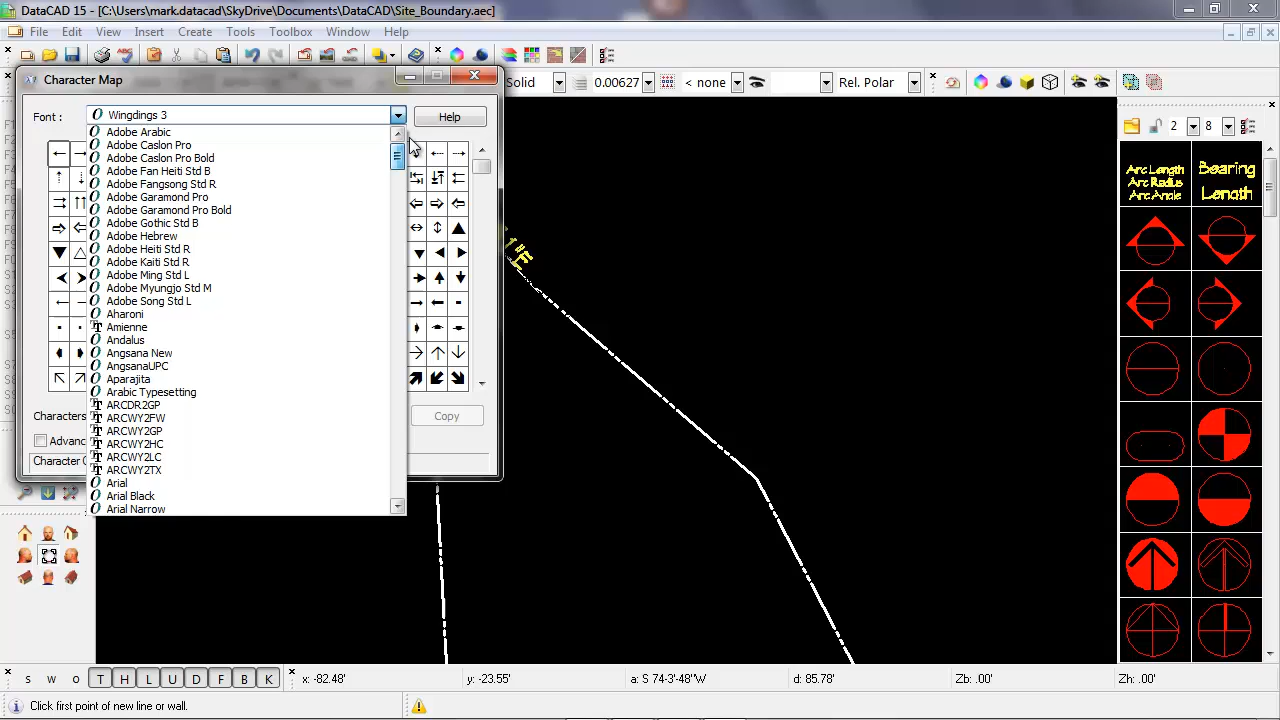 DataCAD 15 - [C:\Users\mark.datacad\SkyDrive\Documents\DataCAD\Site_Boundary.aec]
File Edit View Insert Create Tools Toolbox Window Help
Character Map
Solid 0.00627 < none Rel. Polar
Font : Wingdings 3 Help
Adobe Arabic
Adobe Caslon Pro
Adobe Caslon Pro Bold
Adobe Fan Heiti Std B
Adobe Fangsong Std R
Adobe Garamond Pro
Adobe Garamond Pro Bold
Adobe Gothic Std B
Adobe Hebrew
Adobe Heiti Std R
Adobe Kaiti Std R
Adobe Ming Std L
Adobe Myungjo Std M
Adobe Song Std L
Aharoni
Amienne
Andalus
Angsana New
AngsanaUPC
Aparajita
Arabic Typesetting
ARCDR2GP
ARCWY2FW
ARCWY2GP
ARCWY2HC
ARCWY2LC
ARCWY2TX
Arial
Arial Black
Arial Narrow
Characters
Copy
Advanc
Character C
2 8
Arc Length
Arc Radius
Arc Angle
Bearing
Length
S W O T H L U D F B K x: -82.48' y: -23.55' a: S 74-3'-48"W d: 85.78' Zb: .00' Zh: .00'
Click first point of new line or wall.